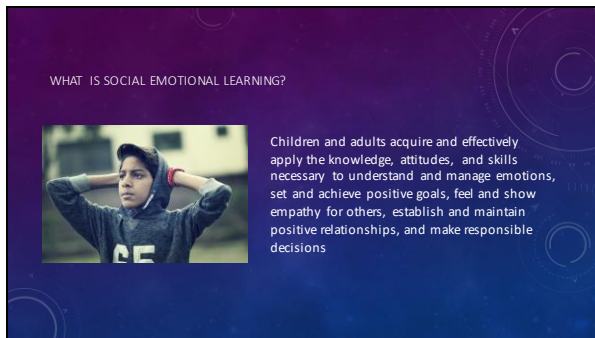 WHAT IS SOCIAL EMOTIONAL LEARNING?
Children and adults acquire and effectively
apply the knowledge, attitudes, and skills
necessary to understand and manage emotions,
set and achieve positive goals, feel and show
empathy for others, establish and maintain
positive relationships, and make responsible
decisions
65